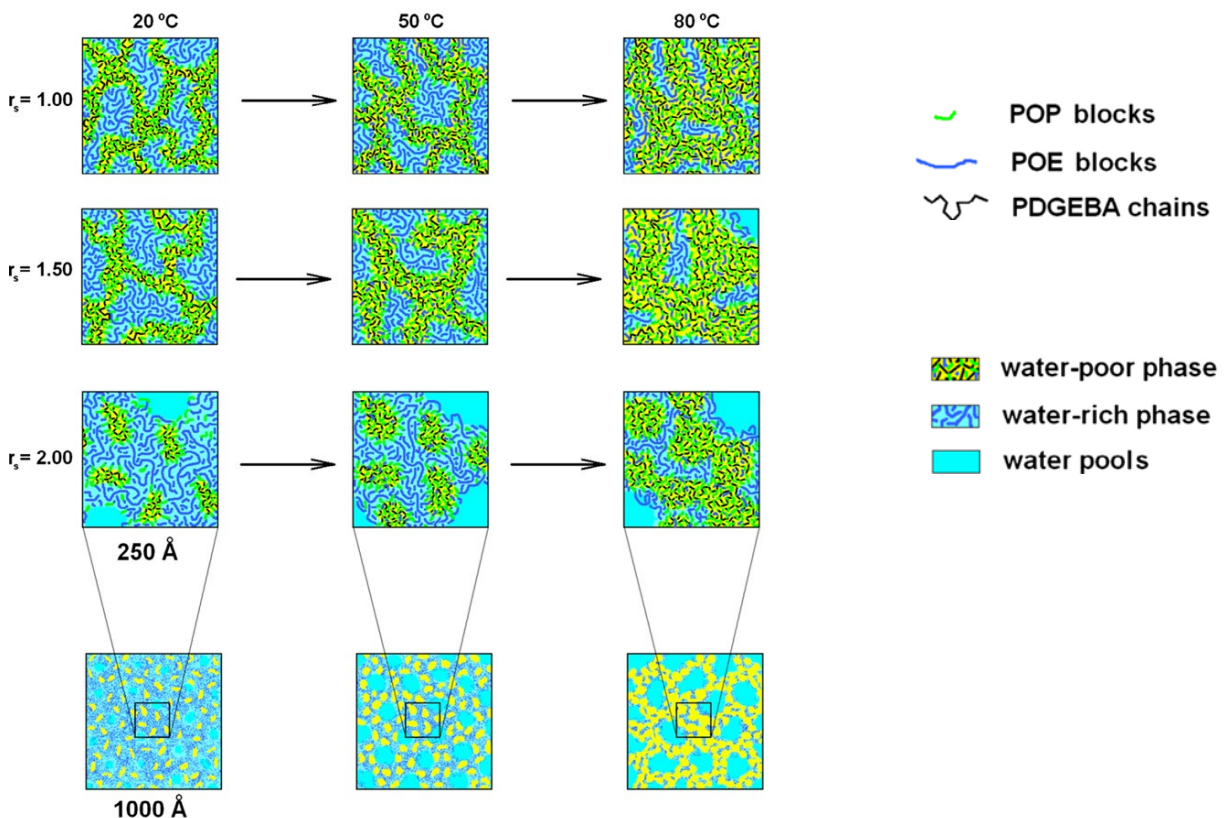 20 ºC
50 ºC
80 ºC
rs= 1.00
rs= 1.50
rs= 2.00
250 Å
1000 Å
POP blocks
POE blocks
PDGEBA chains
water-poor phase
water-rich phase
water pools